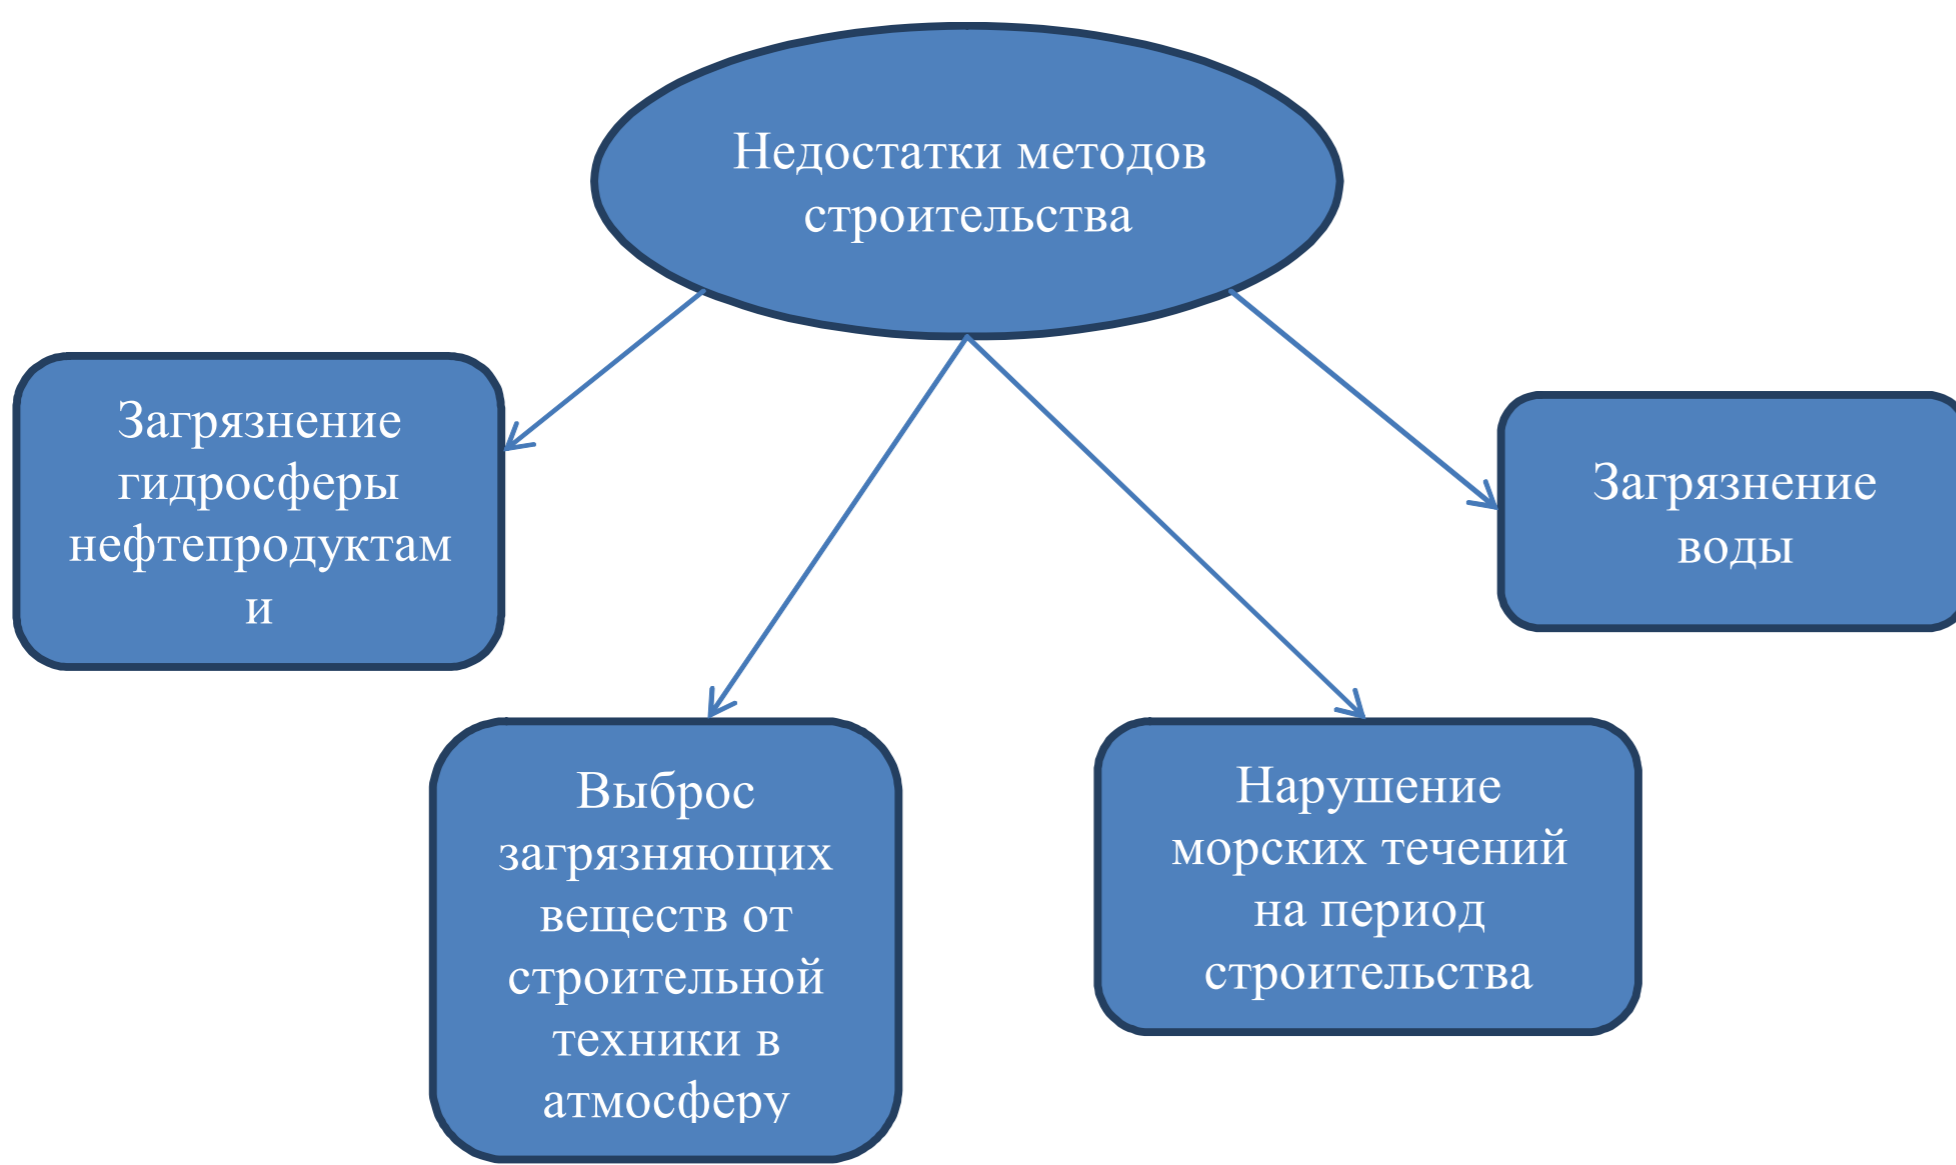 Недостатки методов
строительства
Загрязнение
гидросферы
нефтепродуктам
и
Загрязнение
воды
Выброс
загрязняющих
веществ от
строительной
техники в
атмосферу
Нарушение
морских течений
на период
строительства